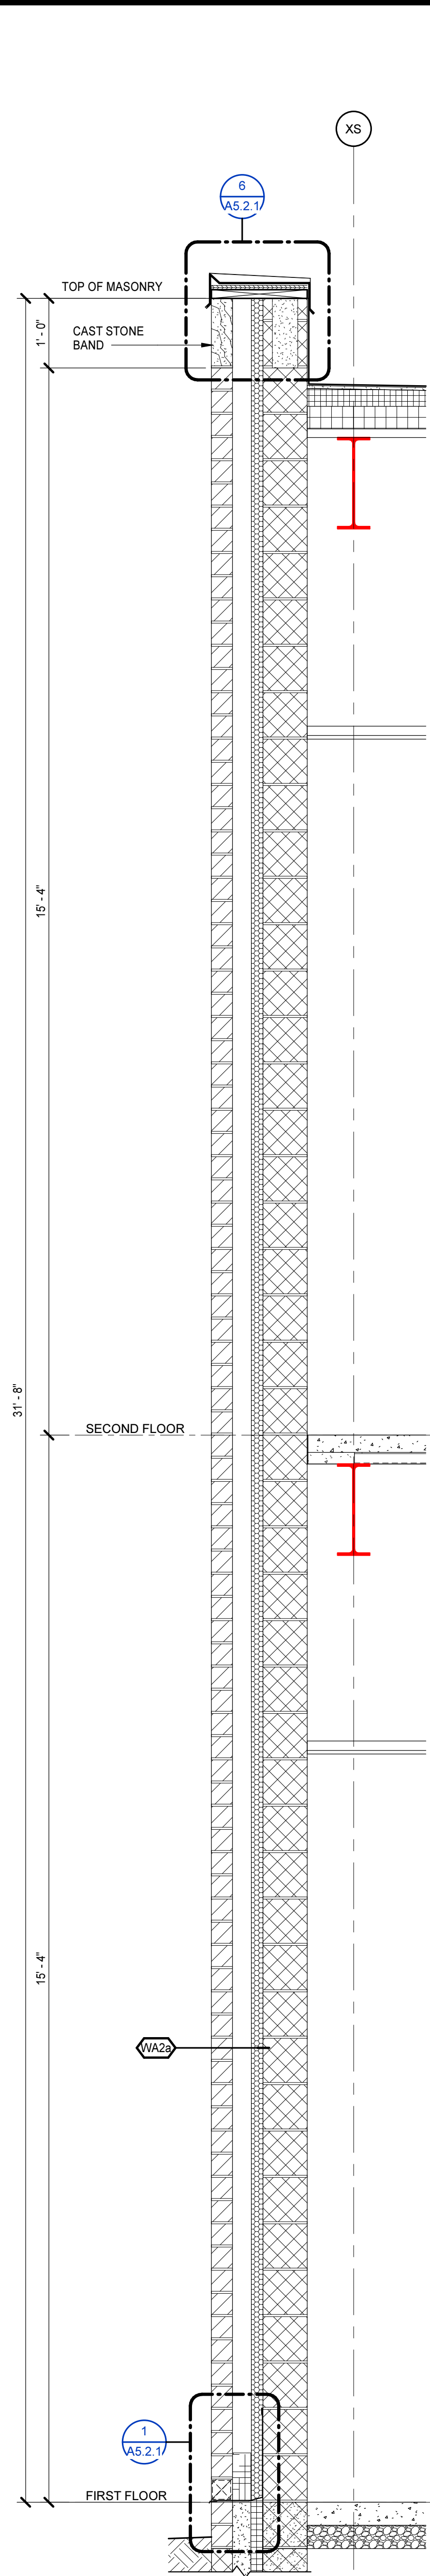 XS
6
A5.2.1
TOP OF MASONRY
1' - 0"
CAST STONE
BAND
15' - 4"
31' - 8"
SECOND FLOOR
15' - 4"
WA2a
1
A5.2.1
FIRST FLOOR